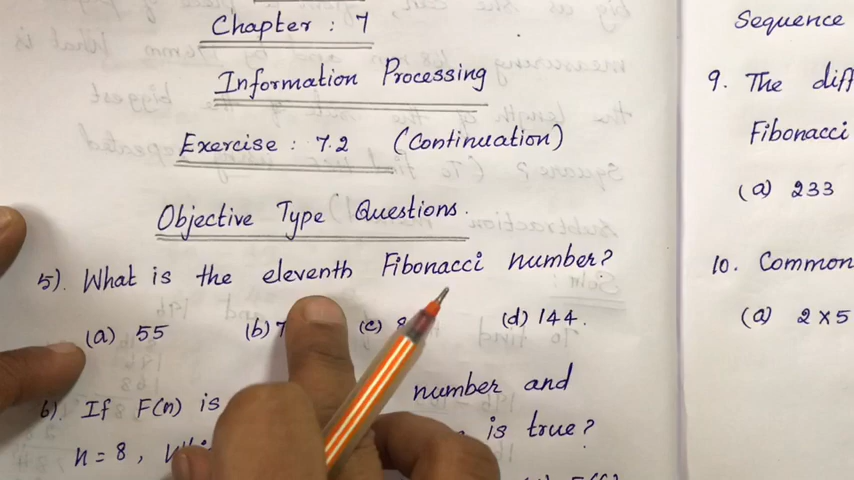 Chapter : 7
Information Processing
Exercise : 7.2 (Continuation)
Objective Type Questions.
5). What is the eleventh Fibonacci number?
(a) 55 (b) (c) (d) 144.
6). If F(n) is number and
n = 8, is true?
Sequence
9. The
Fibonacci
(a) 233
10. Common
(a) 2 × 5